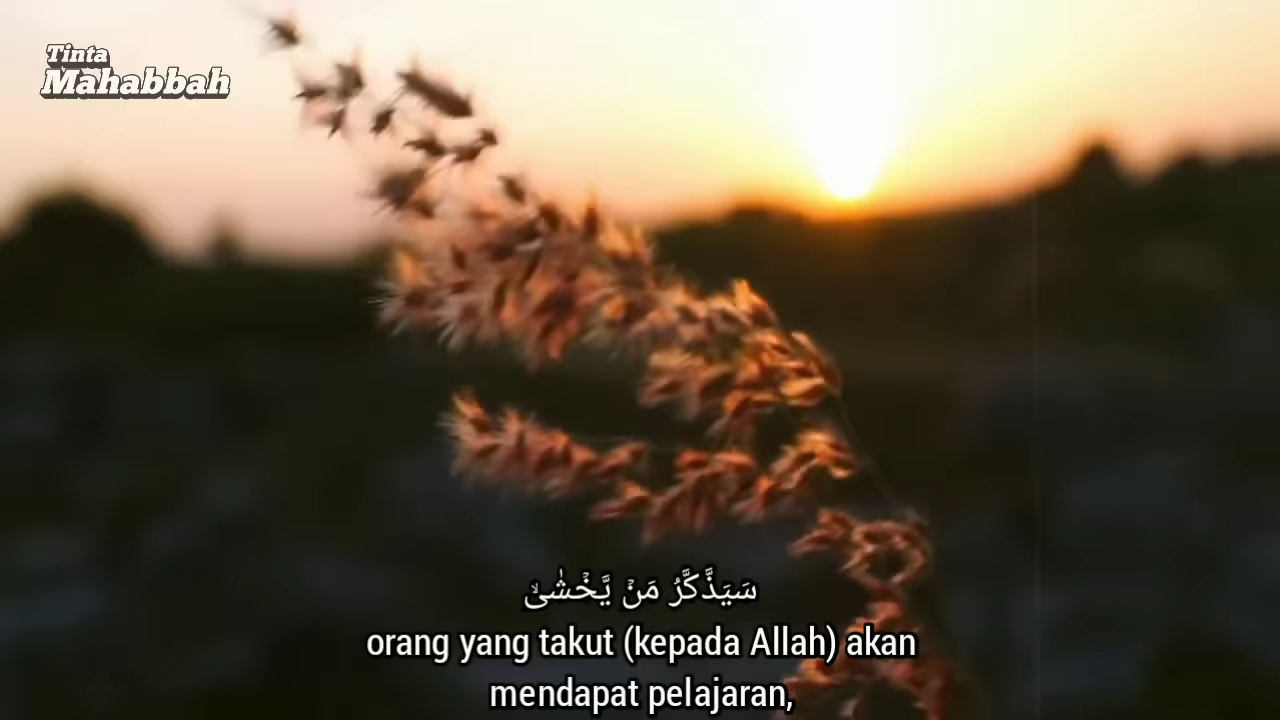 Tinta
Mahabbah
سَيَذَّكَّرُ مَنْ يَّخْشٰىۙ
orang yang takut (kepada Allah) akan
mendapat pelajaran,